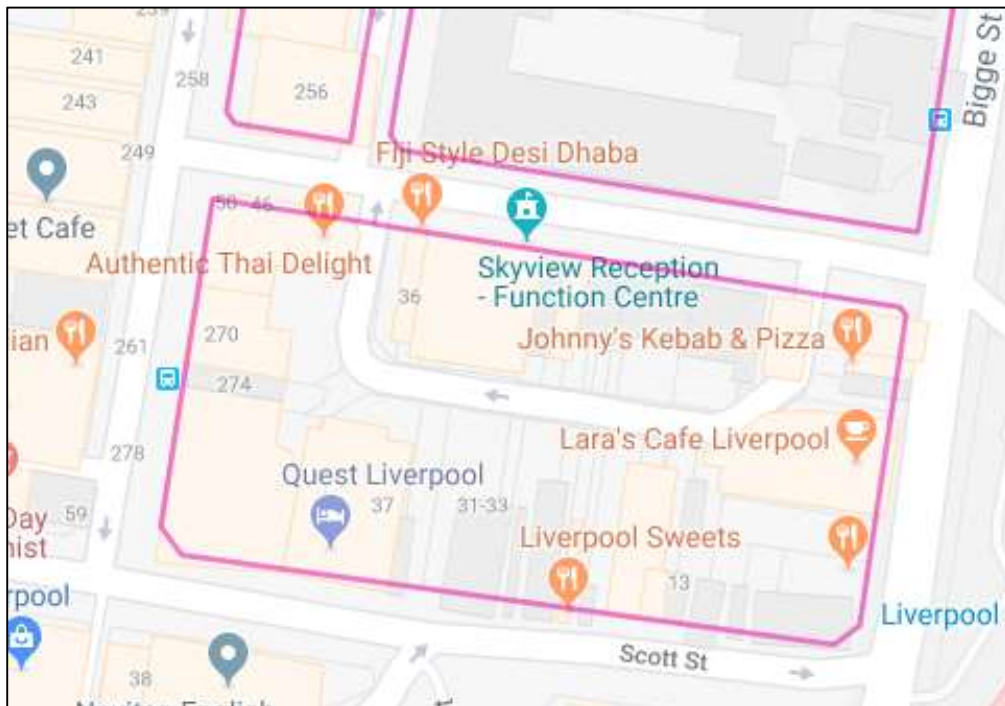 239
241
243
258
256
249
Bigge St
Fiji Style Desi Dhaba
et Cafe
50
46
Authentic Thai Delight
Skyview Reception
- Function Centre
36
ian
261
270
274
Johnny's Kebab & Pizza
Lara's Cafe Liverpool
278
Quest Liverpool
37
31-33
59
Day
nist
Liverpool Sweets
13
rpool
Liverpool
Scott St
38